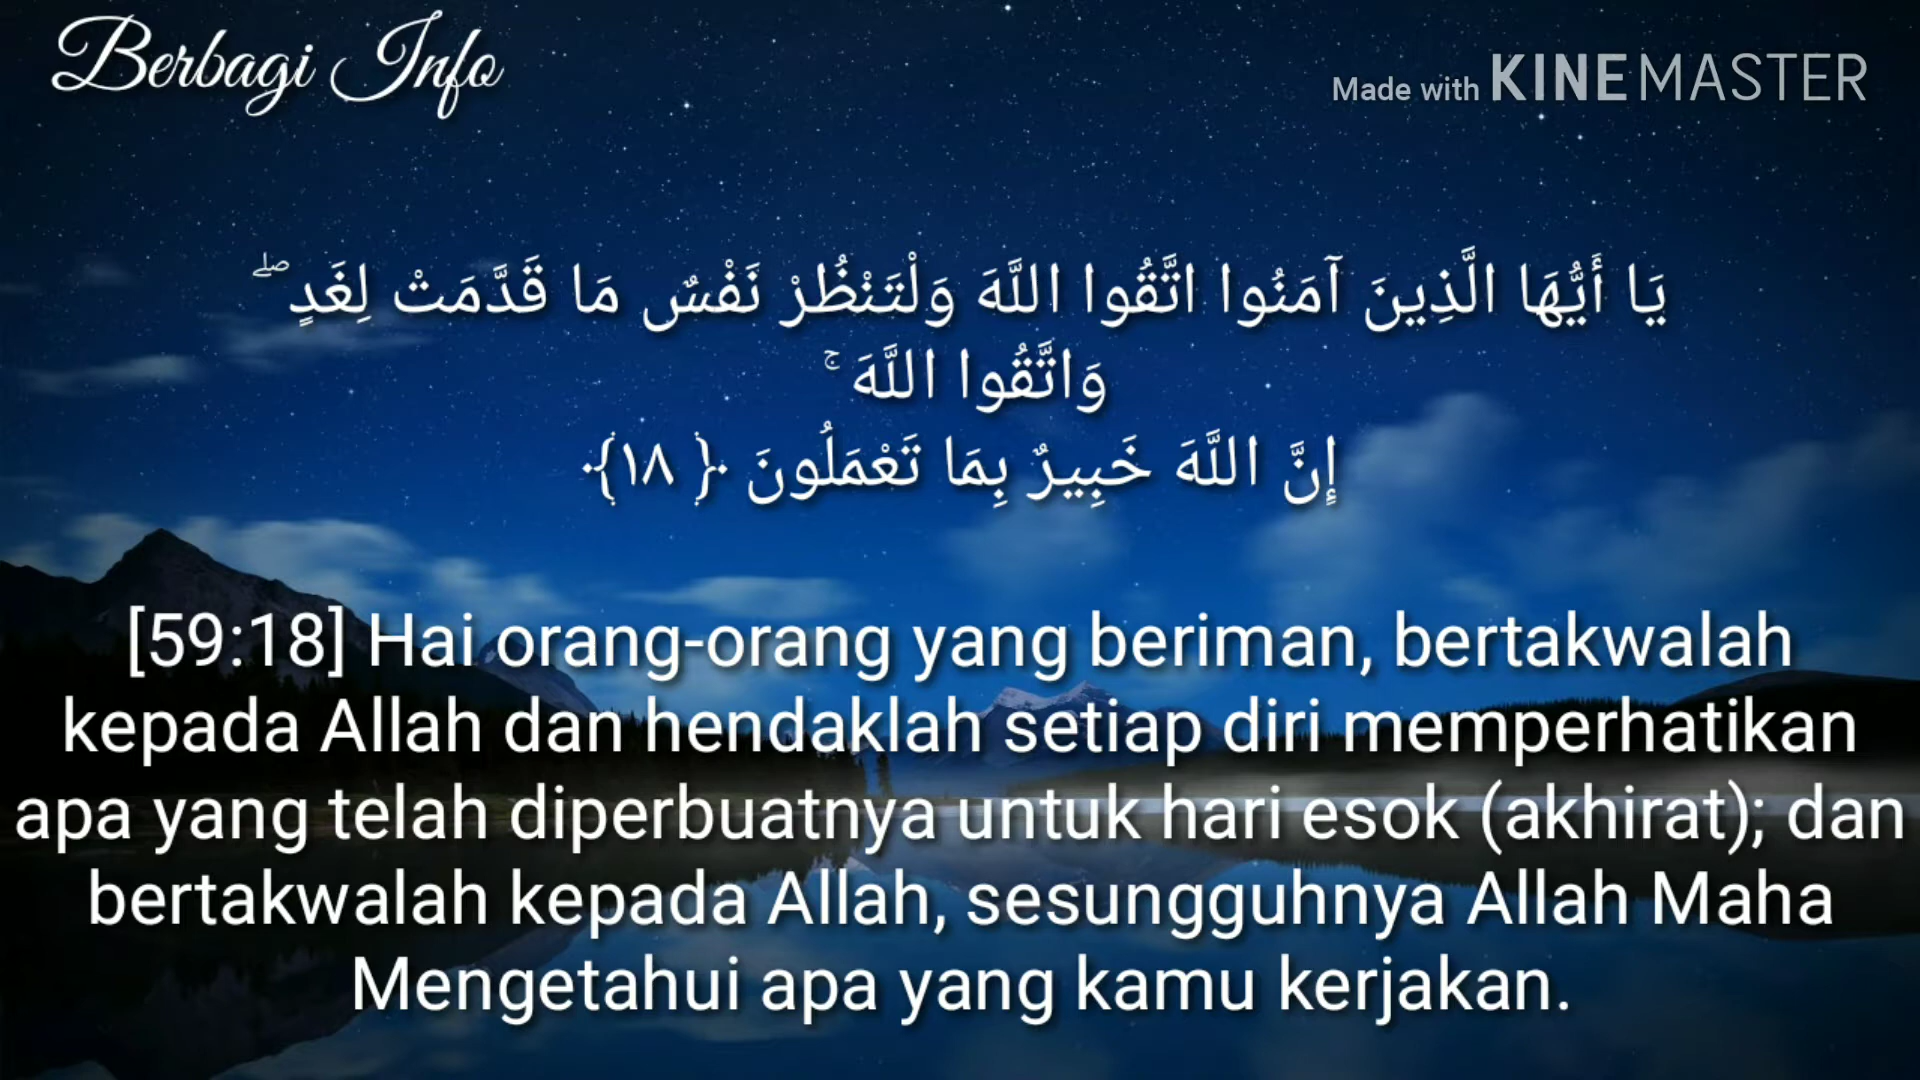 Berbagi Info
Made with KINEMASTER
يَا أَيُّهَا الَّذِينَ آمَنُوا اتَّقُوا اللَّهَ وَلْتَنْظُرْ نَفْسٌ مَا قَدَّمَتْ لِغَدٍ ۖ
وَاتَّقُوا اللَّهَ ۚ
إِنَّ اللَّهَ خَبِيرٌ بِمَا تَعْمَلُونَ ﴿ ١٨﴾
[59:18] Hai orang-orang yang beriman, bertakwalah
kepada Allah dan hendaklah setiap diri memperhatikan
apa yang telah diperbuatnya untuk hari esok (akhirat); dan
bertakwalah kepada Allah, sesungguhnya Allah Maha
Mengetahui apa yang kamu kerjakan.